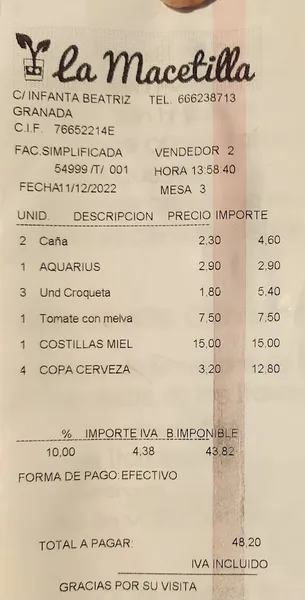 La Macetilla
C/ INFANTA BEATRIZ TEL. 666238713
GRANADA
C.I.F. 76652214E
FAC.SIMPLIFICADA VENDEDOR 2
54999 /T/ 001 HORA 13:58:40
FECHA11/12/2022 MESA 3
UNID. DESCRIPCION PRECIO IMPORTE
2 Caña 2,30 4,60
1 AQUARIUS 2,90 2,90
3 Und Croqueta 1,80 5,40
1 Tomate con melva 7,50 7,50
1 COSTILLAS MIEL 15,00 15,00
4 COPA CERVEZA 3,20 12,80
% IMPORTE IVA B.IMPONIBLE
10,00 4,38 43,82
FORMA DE PAGO:EFECTIVO
TOTAL A PAGAR: 48,20
IVA INCLUIDO
GRACIAS POR SU VISITA